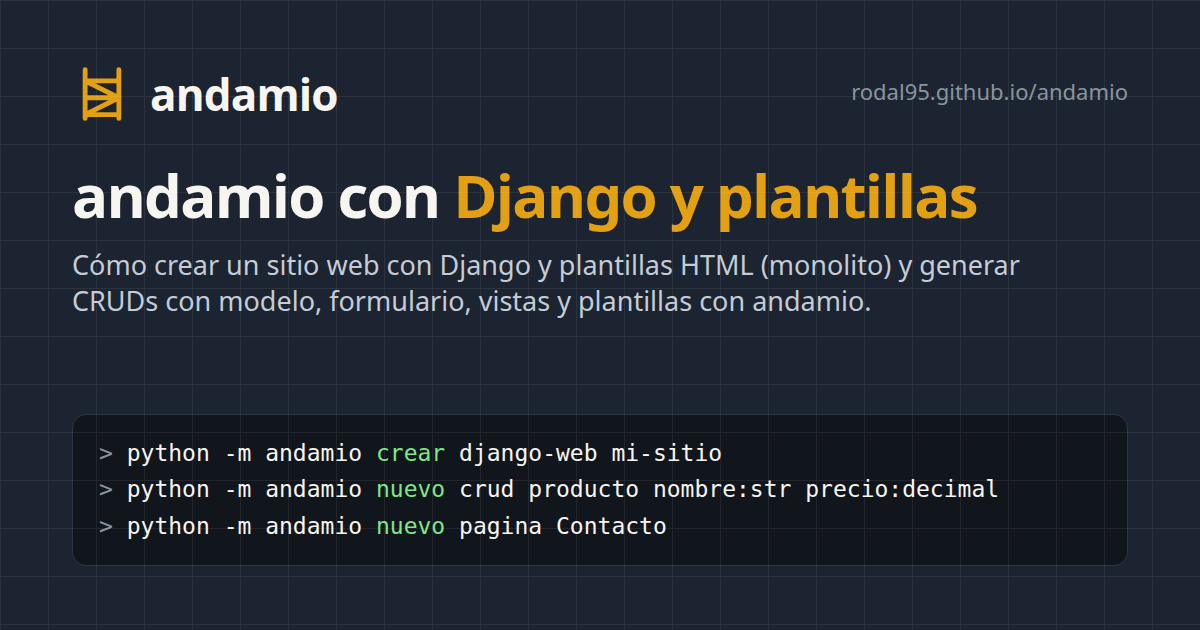 andamio
rodal95.github.io/andamio
andamio con Django y plantillas
Cómo crear un sitio web con Django y plantillas HTML (monolito) y generar
CRUDs con modelo, formulario, vistas y plantillas con andamio.
> python -m andamio crear django-web mi-sitio
> python -m andamio nuevo crud producto nombre:str precio:decimal
> python -m andamio nuevo pagina Contacto